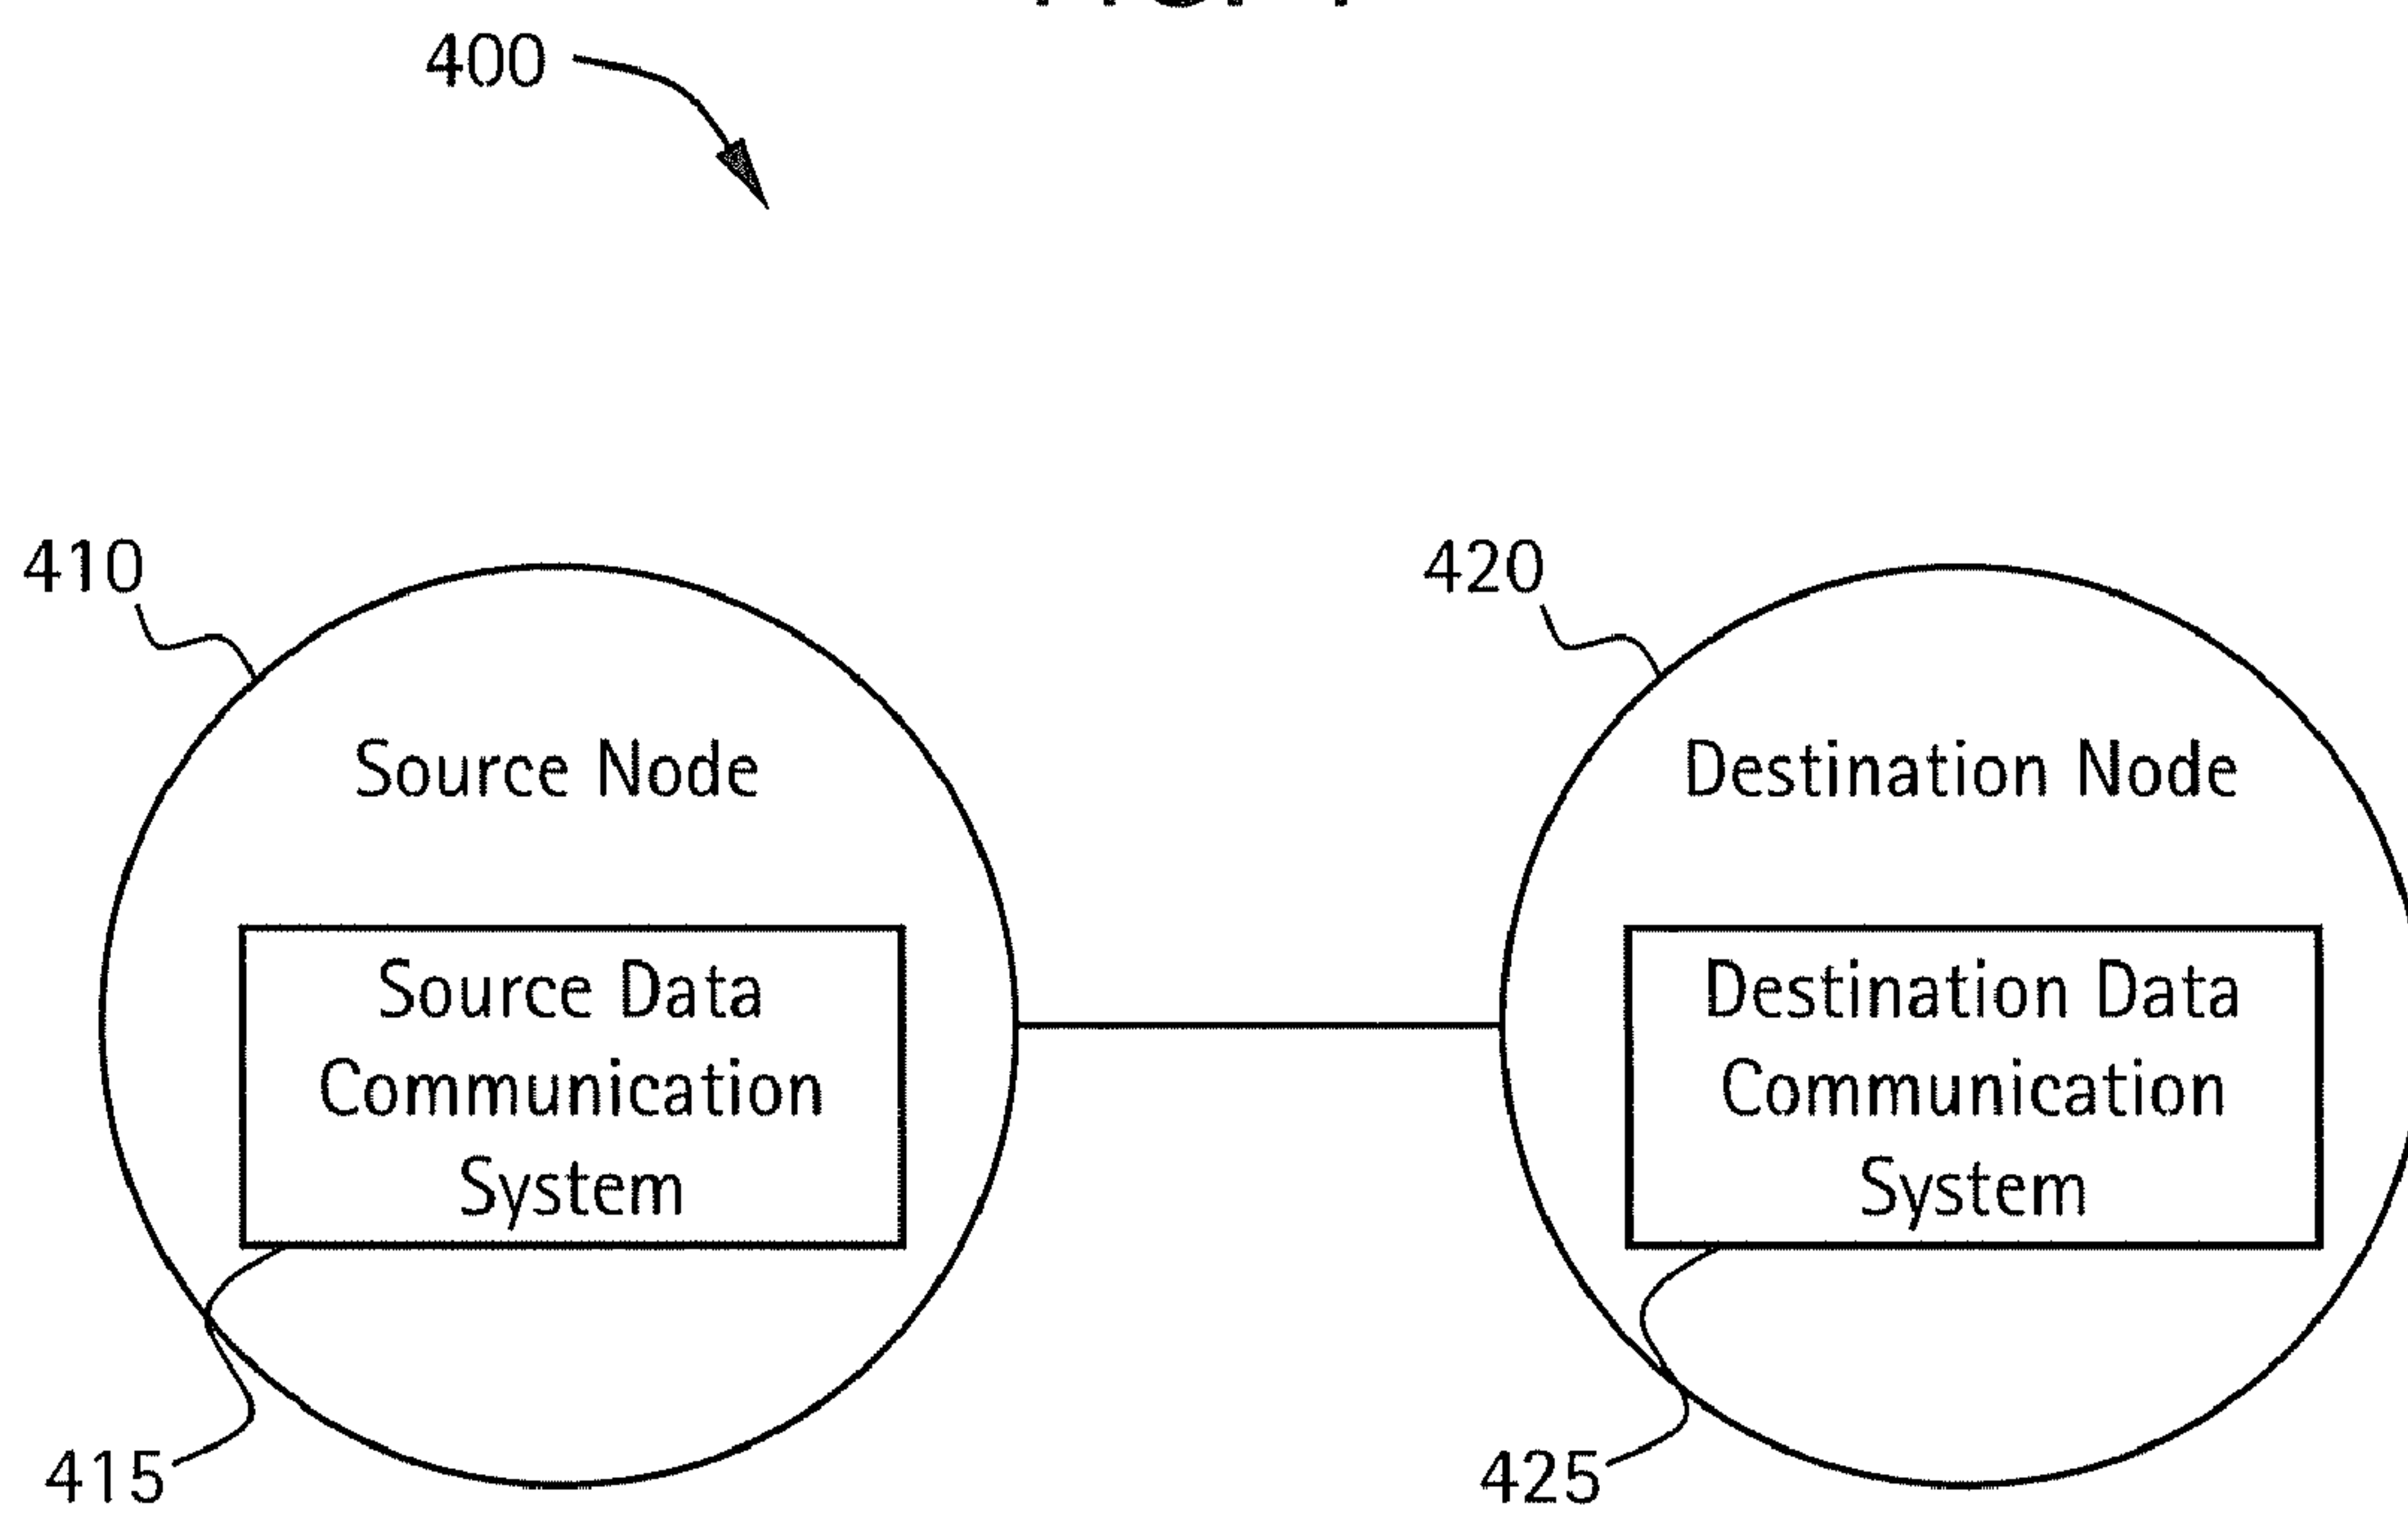 400
410
420
Source Node
Destination Node
Source Data
Communication
System
Destination Data
Communication
System
415
425